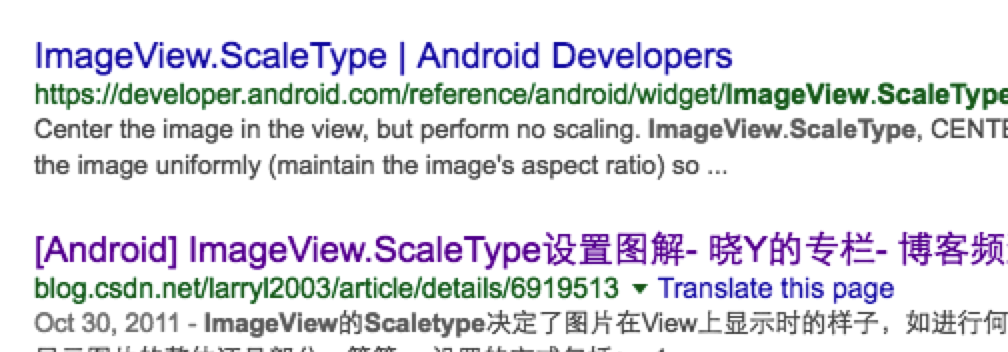 ImageView.ScaleType | Android Developers
https://developer.android.com/reference/android/widget/ImageView.ScaleType
Center the image in the view, but perform no scaling. ImageView.ScaleType, CENTE
the image uniformly (maintain the image's aspect ratio) so ...
[Android] ImageView.ScaleType设置图解- 晓Y的专栏- 博客频
blog.csdn.net/larryl2003/article/details/6919513 ▼ Translate this page
Oct 30, 2011 - ImageView的Scaletype决定了图片在View上显示时的样子，如进行何